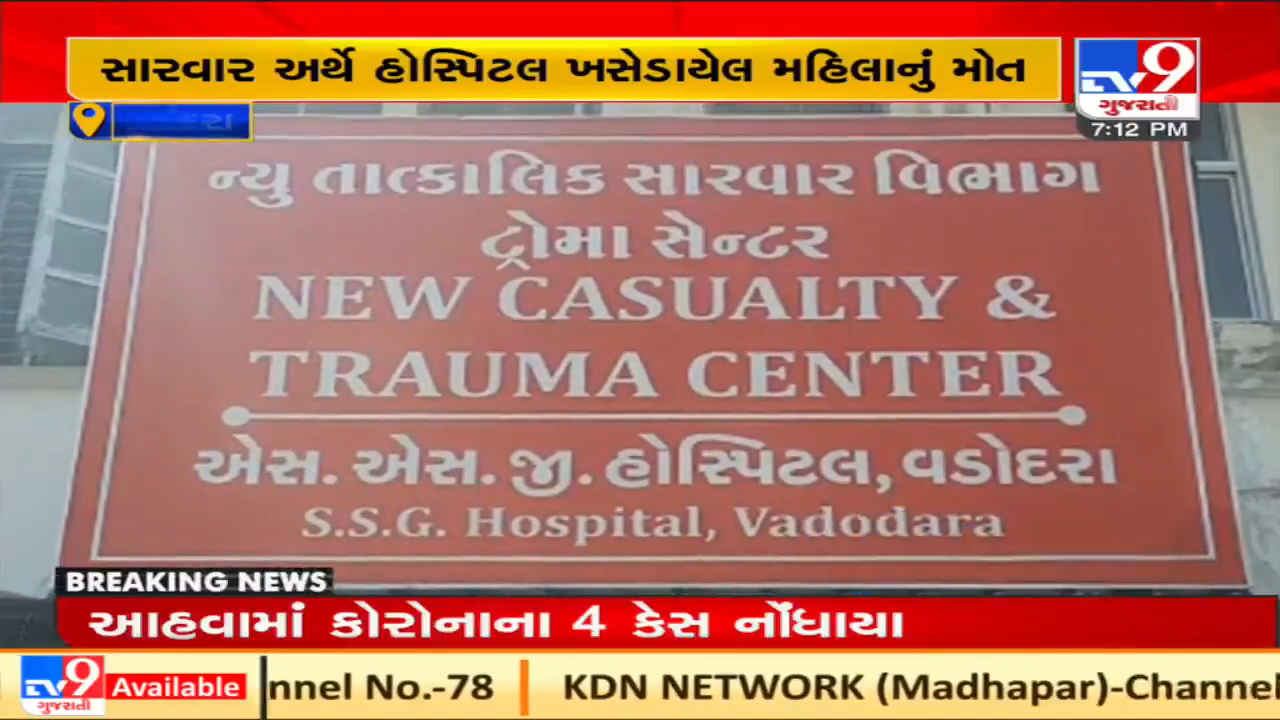 સારવાર અર્થે હોસ્પિટલ ખસેડાયેલ મહિલાનું મોત
TV9
ગુજરાતી
7:12 PM
ન્યુ તાત્કાલિક સારવાર વિભાગ
ટ્રોમા સેન્ટર
NEW CASUALTY &
TRAUMA CENTER
એસ. એસ. જી. હોસ્પિટલ, વડોદરા
S.S.G. Hospital, Vadodara
BREAKING NEWS
આહવામાં કોરોનાના 4 કેસ નોંધાયા
TV9
ગુજરાતી
Available
nnel No.-78
KDN NETWORK (Madhapar)-Channel